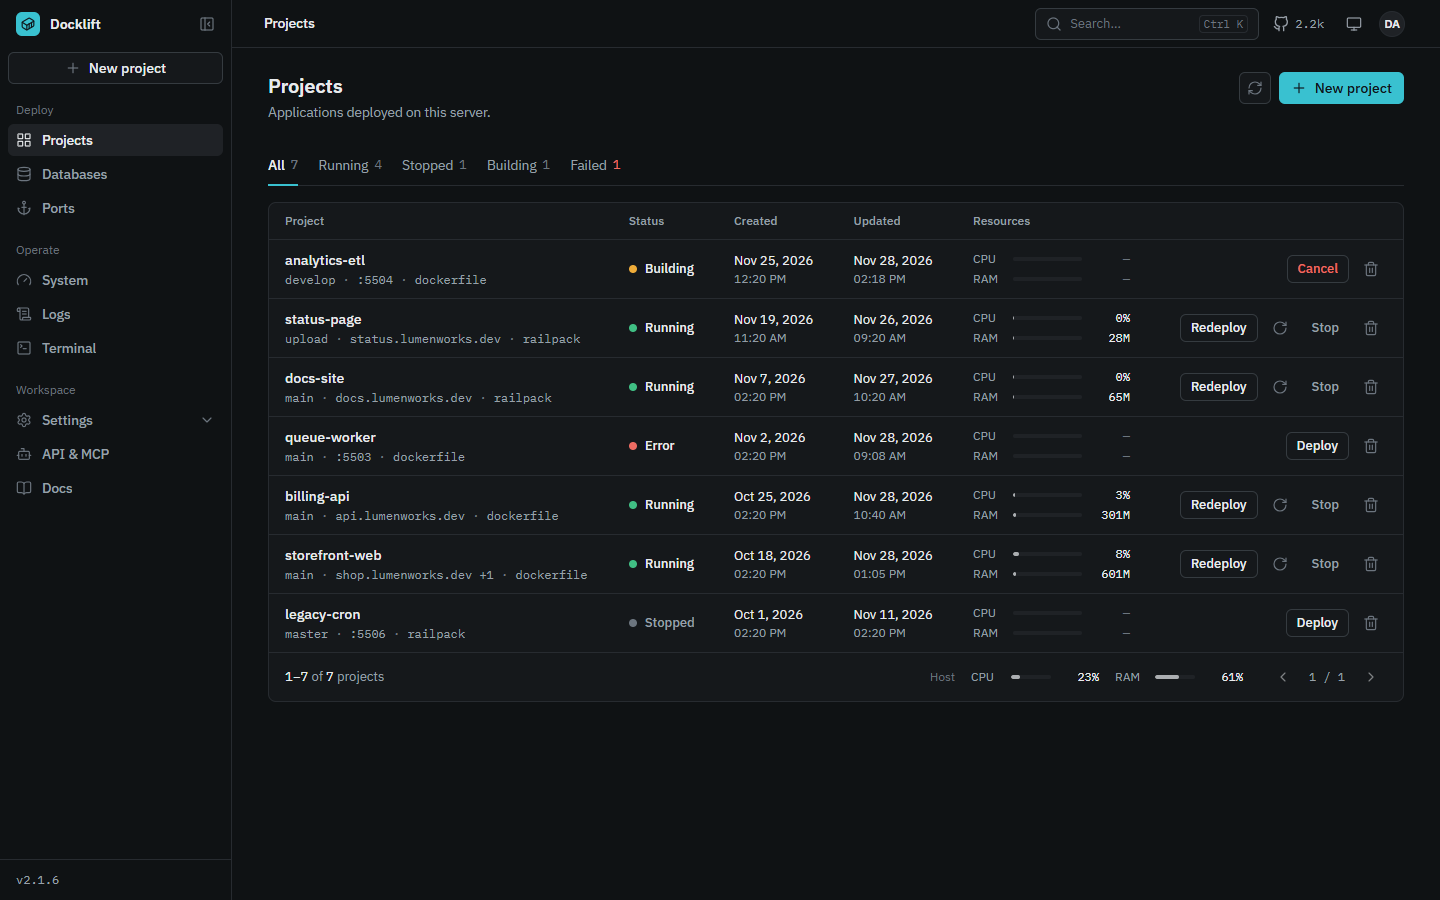 Docklift
New project
Deploy
Projects
Databases
Ports
Operate
System
Logs
Terminal
Workspace
Settings
API & MCP
Docs
v2.1.6
Projects
Search...
Ctrl K
2.2k
DA
Projects
Applications deployed on this server.
New project
All 7 Running 4 Stopped 1 Building 1 Failed 1
Project Status Created Updated Resources
analytics-etl
develop · :5504 · dockerfile
Building
Nov 25, 2026
12:20 PM
Nov 28, 2026
02:18 PM
CPU —
RAM —
Cancel
status-page
upload · status.lumenworks.dev · railpack
Running
Nov 19, 2026
11:20 AM
Nov 26, 2026
09:20 AM
CPU 0%
RAM 28M
Redeploy Stop
docs-site
main · docs.lumenworks.dev · railpack
Running
Nov 7, 2026
02:20 PM
Nov 27, 2026
10:20 AM
CPU 0%
RAM 65M
Redeploy Stop
queue-worker
main · :5503 · dockerfile
Error
Nov 2, 2026
02:20 PM
Nov 28, 2026
09:08 AM
CPU —
RAM —
Deploy
billing-api
main · api.lumenworks.dev · dockerfile
Running
Oct 25, 2026
02:20 PM
Nov 28, 2026
10:40 AM
CPU 3%
RAM 301M
Redeploy Stop
storefront-web
main · shop.lumenworks.dev +1 · dockerfile
Running
Oct 18, 2026
02:20 PM
Nov 28, 2026
01:05 PM
CPU 8%
RAM 601M
Redeploy Stop
legacy-cron
master · :5506 · railpack
Stopped
Oct 1, 2026
02:20 PM
Nov 11, 2026
02:20 PM
CPU —
RAM —
Deploy
1–7 of 7 projects
Host CPU 23% RAM 61%
1 / 1